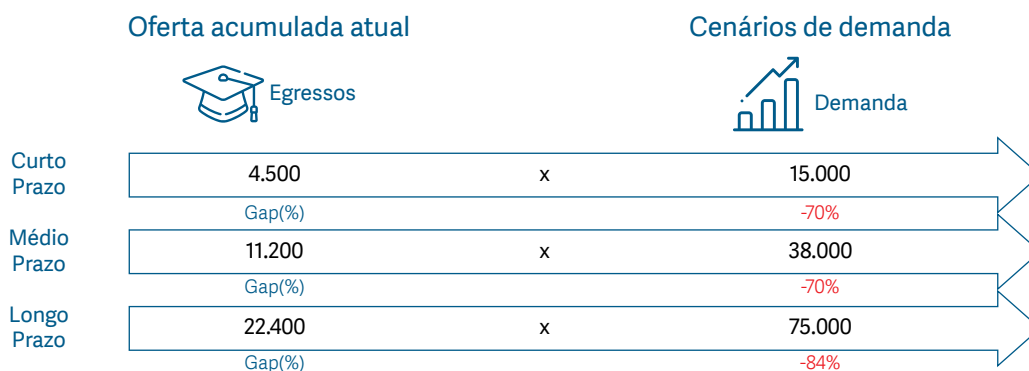 Oferta acumulada atual
Cenários de demanda
Egressos
Demanda
Curto
Prazo
4.500 x 15.000
Gap(%) -70%
Médio
Prazo
11.200 x 38.000
Gap(%) -70%
Longo
Prazo
22.400 x 75.000
Gap(%) -84%